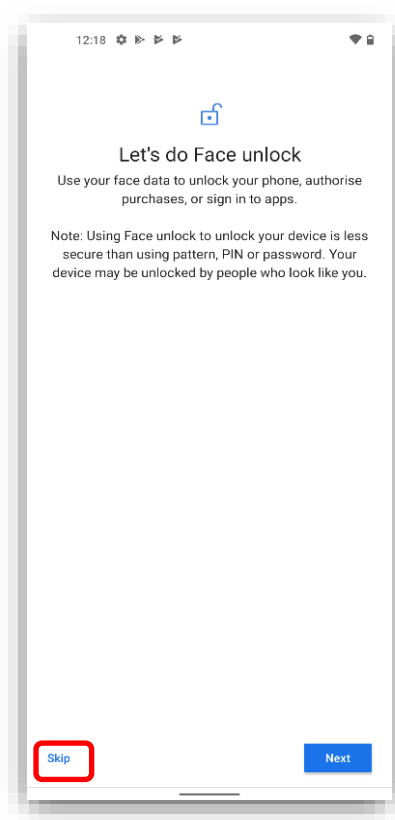 12:18
Let's do Face unlock
Use your face data to unlock your phone, authorise
purchases, or sign in to apps.
Note: Using Face unlock to unlock your device is less
secure than using pattern, PIN or password. Your
device may be unlocked by people who look like you.
Skip
Next